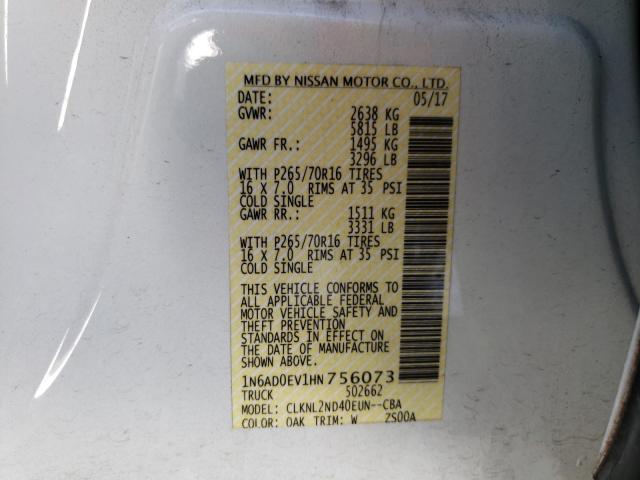 MFD BY NISSAN MOTOR CO., LTD.
DATE: 05/17
GVWR: 2638 KG
5815 LB
GAWR FR.: 1495 KG
3296 LB
WITH P265/70R16 TIRES
16 X 7.0 RIMS AT 35 PSI
COLD SINGLE
GAWR RR.: 1511 KG
3331 LB
WITH P265/70R16 TIRES
16 X 7.0 RIMS AT 35 PSI
COLD SINGLE
THIS VEHICLE CONFORMS TO
ALL APPLICABLE FEDERAL
MOTOR VEHICLE SAFETY AND
THEFT PREVENTION
STANDARDS IN EFFECT ON
THE DATE OF MANUFACTURE
SHOWN ABOVE.
1N6AD0EV1HN756073
TRUCK S02662
MODEL: CLKNL2ND40EUN--CBA
COLOR: QAK TRIM: W ZS00A